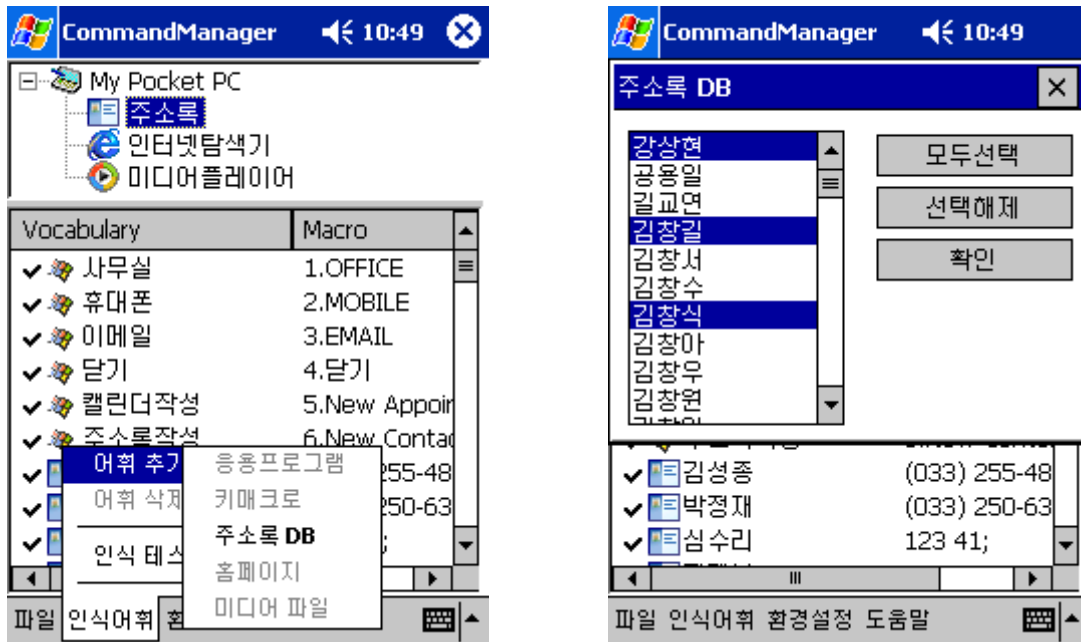 CommandManager 10:49
My Pocket PC
주소록
인터넷탐색기
미디어플레이어
Vocabulary Macro
사무실 1.OFFICE
휴대폰 2.MOBILE
이메일 3.EMAIL
닫기 4.닫기
캘린더작성 5.New Appoin
주소록작성 6.New Contac
255-48
250-63
어휘 추가
어휘 삭제
인식 테스
응용프로그램
키매크로
주소록 DB
홈페이지
미디어 파일
파일 인식어휘 환
CommandManager 10:49
주소록 DB
강상현
공용일
길교연
김창길
김창서
김창수
김창식
김창아
김창우
김창원
모두선택
선택해제
확인
김성종 (033) 255-48
박정재 (033) 250-63
심수리 123 41;
파일 인식어휘 환경설정 도움말